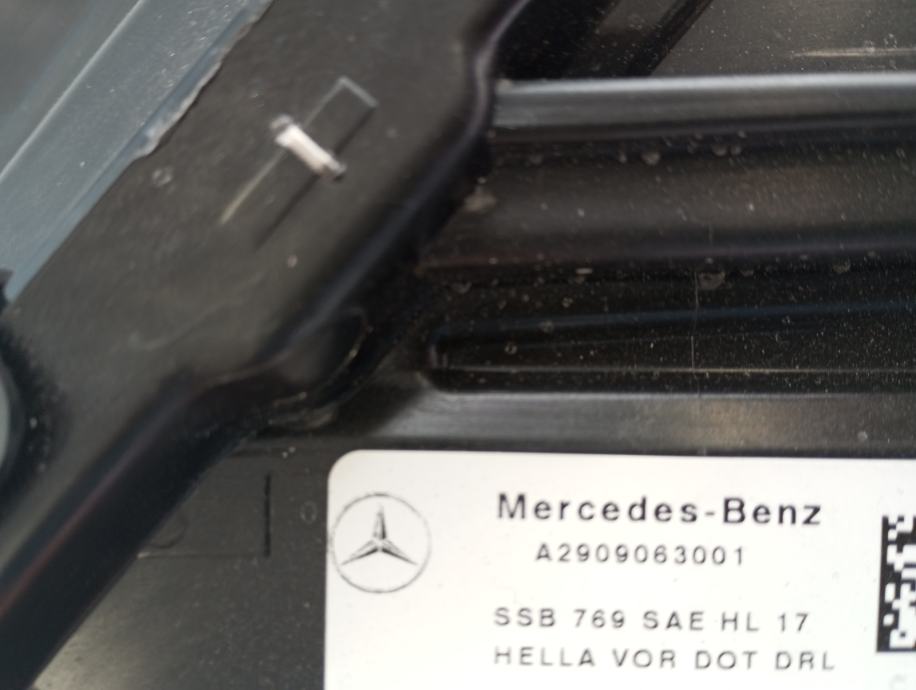 Mercedes-Benz
A2909063001
SSB 769 SAE HL 17
HELLA VOR DOT DRL